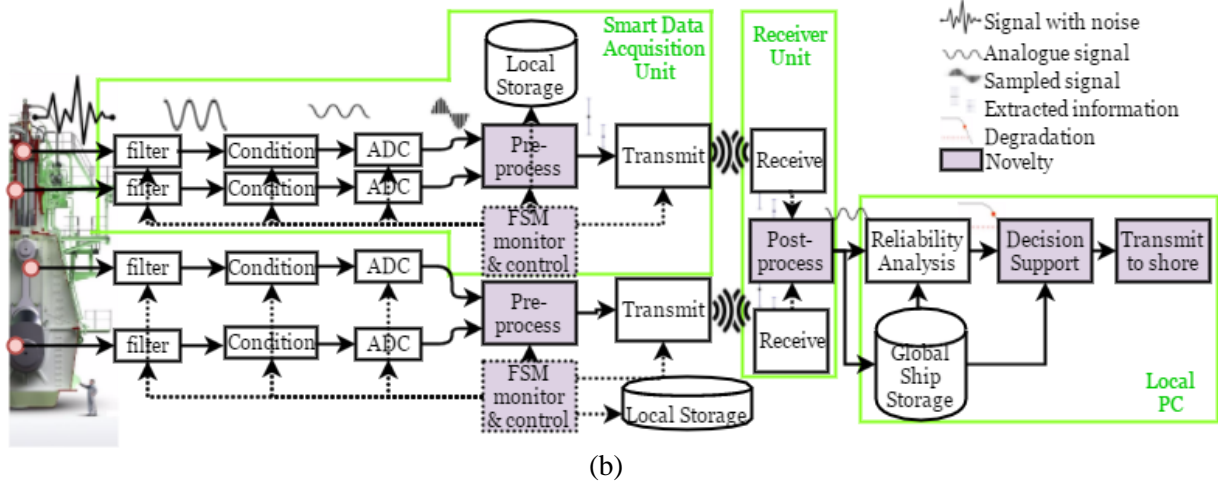 Smart Data
Acquisition
Unit
Receiver
Unit
Signal with noise
Analogue signal
Sampled signal
Extracted information
Degradation
Novelty
Local
Storage
filter
Condition
ADC
Pre-
process
Transmit
Receive
filter
Condition
ADC
FSM
monitor
& control
Post-
process
Reliability
Analysis
Decision
Support
Transmit
to shore
filter
Condition
ADC
Pre-
process
Transmit
filter
Condition
ADC
Receive
FSM
monitor
& control
Local Storage
Global
Ship
Storage
Local
PC
(b)